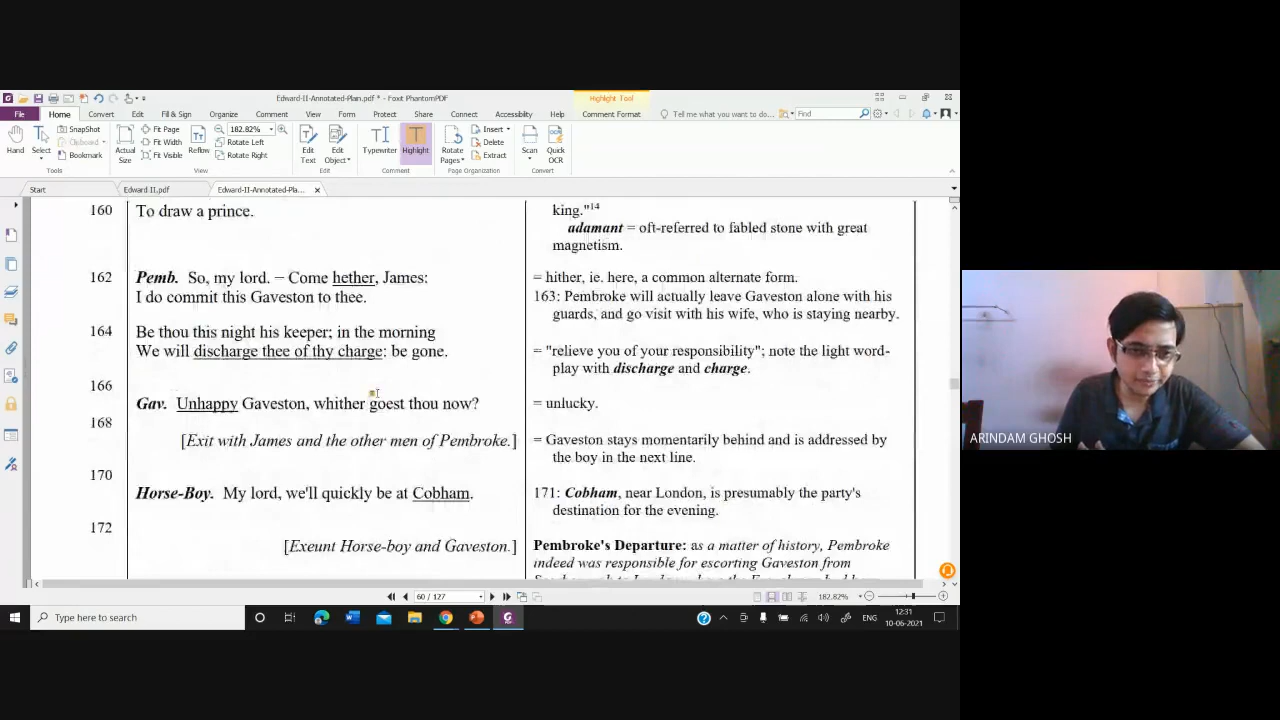 Edward-II-Annotated-Plain.pdf * - Foxit PhantomPDF
Highlight Tool
File Home Convert Edit Fill & Sign Organize Comment View Form Protect Share Connect Accessibility Help Comment Format Tell me what you want to do... Find
Hand
Select
SnapShot
Clipboard
Bookmark
Tools
Actual Size
Fit Page
Fit Width
Fit Visible
Reflow
182.82%
Rotate Left
Rotate Right
View
Edit Text
Edit Object
Edit
Typewriter
Highlight
Comment
Rotate Pages
Insert
Delete
Extract
Page Organization
Scan
Quick OCR
Convert
Start Edward II.pdf Edward-II-Annotated-Pla...
160 To draw a prince.
king."14
adamant = oft-referred to fabled stone with great
magnetism.
162 Pemb. So, my lord. − Come hether, James:
= hither, ie. here, a common alternate form.
I do commit this Gaveston to thee.
163: Pembroke will actually leave Gaveston alone with his
guards, and go visit with his wife, who is staying nearby.
164 Be thou this night his keeper; in the morning
We will discharge thee of thy charge: be gone.
= "relieve you of your responsibility"; note the light word-
play with discharge and charge.
166
Gav. Unhappy Gaveston, whither goest thou now?
= unlucky.
168
[Exit with James and the other men of Pembroke.]
= Gaveston stays momentarily behind and is addressed by
the boy in the next line.
170
Horse-Boy. My lord, we'll quickly be at Cobham.
171: Cobham, near London, is presumably the party's
destination for the evening.
172
[Exeunt Horse-boy and Gaveston.]
Pembroke's Departure: as a matter of history, Pembroke
indeed was responsible for escorting Gaveston from
60 / 127
182.82%
Type here to search
ENG
12:31
10-06-2021
ARINDAM GHOSH